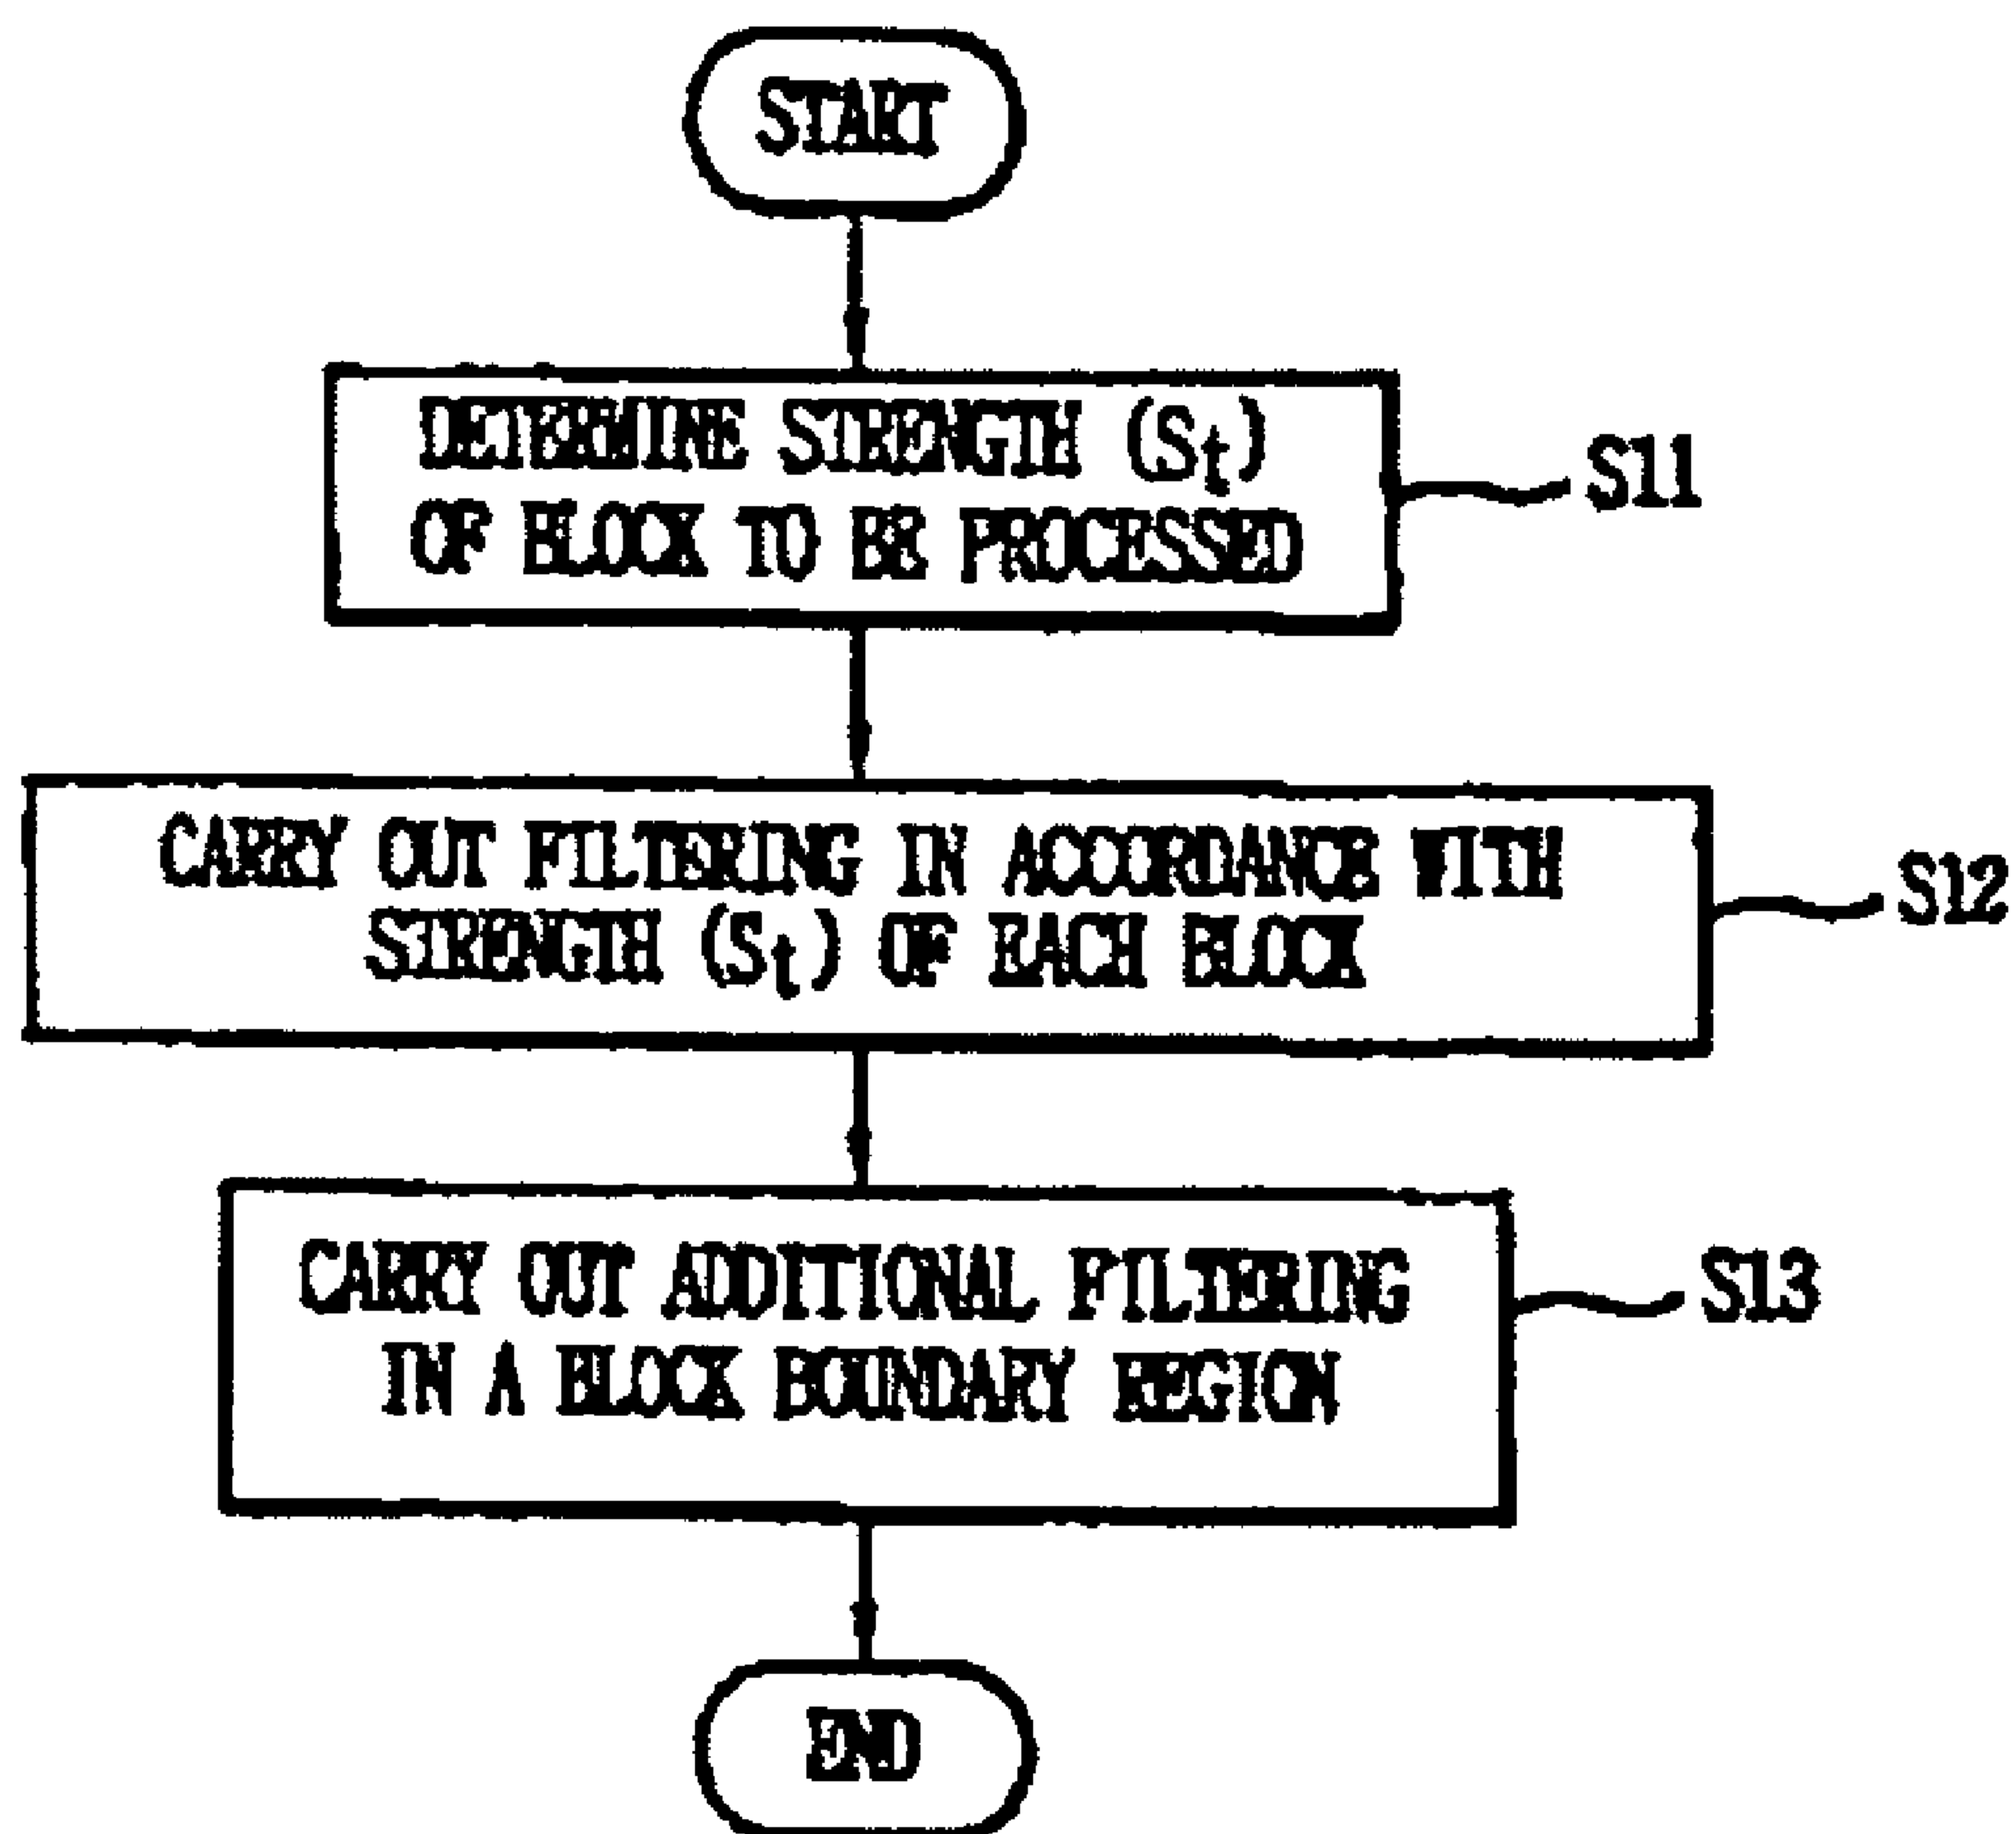 START
DETERMINE STRENGTH (St)
OF BLOCK TO BE PROCESSED
S11
CARRY OUT FILTERING IN ACCORDANCE WITH
STRENGTH (St) OF EACH BLOCK
S12
CARRY OUT ADDITIONAL FILTERING
IN A BLOCK BOUNDARY REGION
S13
END